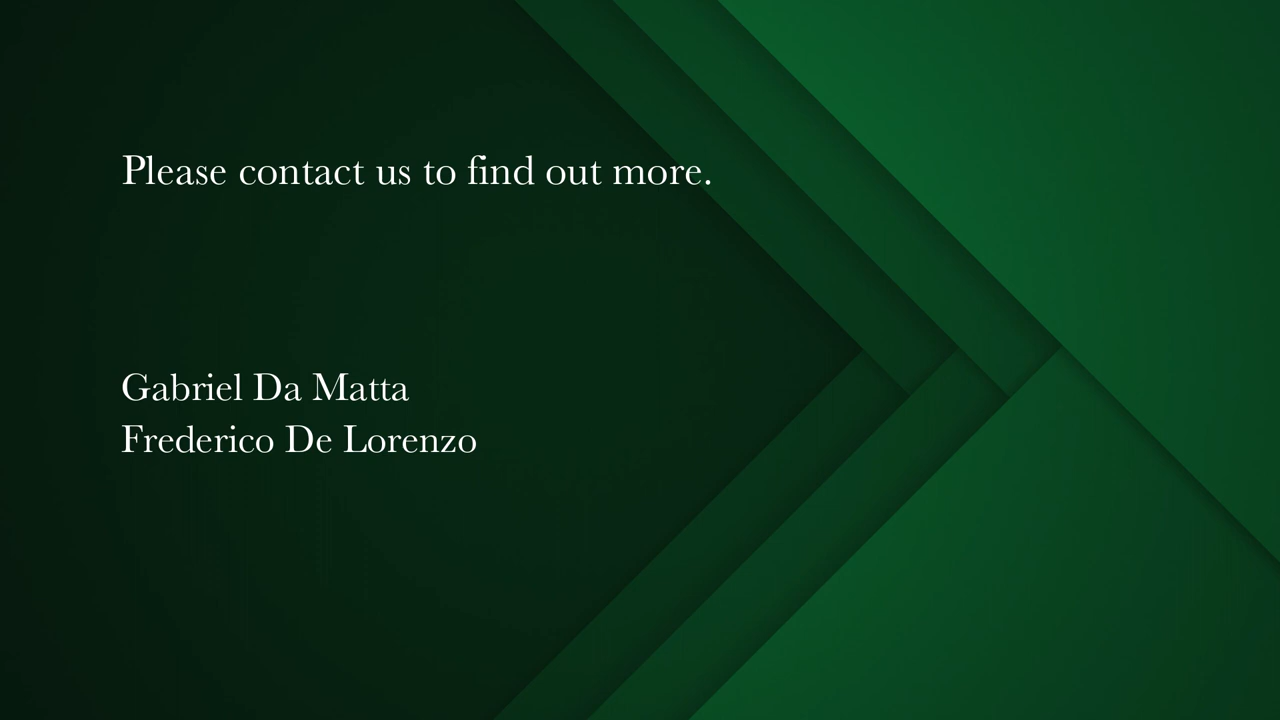 Please contact us to find out more.
Gabriel Da Matta
Frederico De Lorenzo